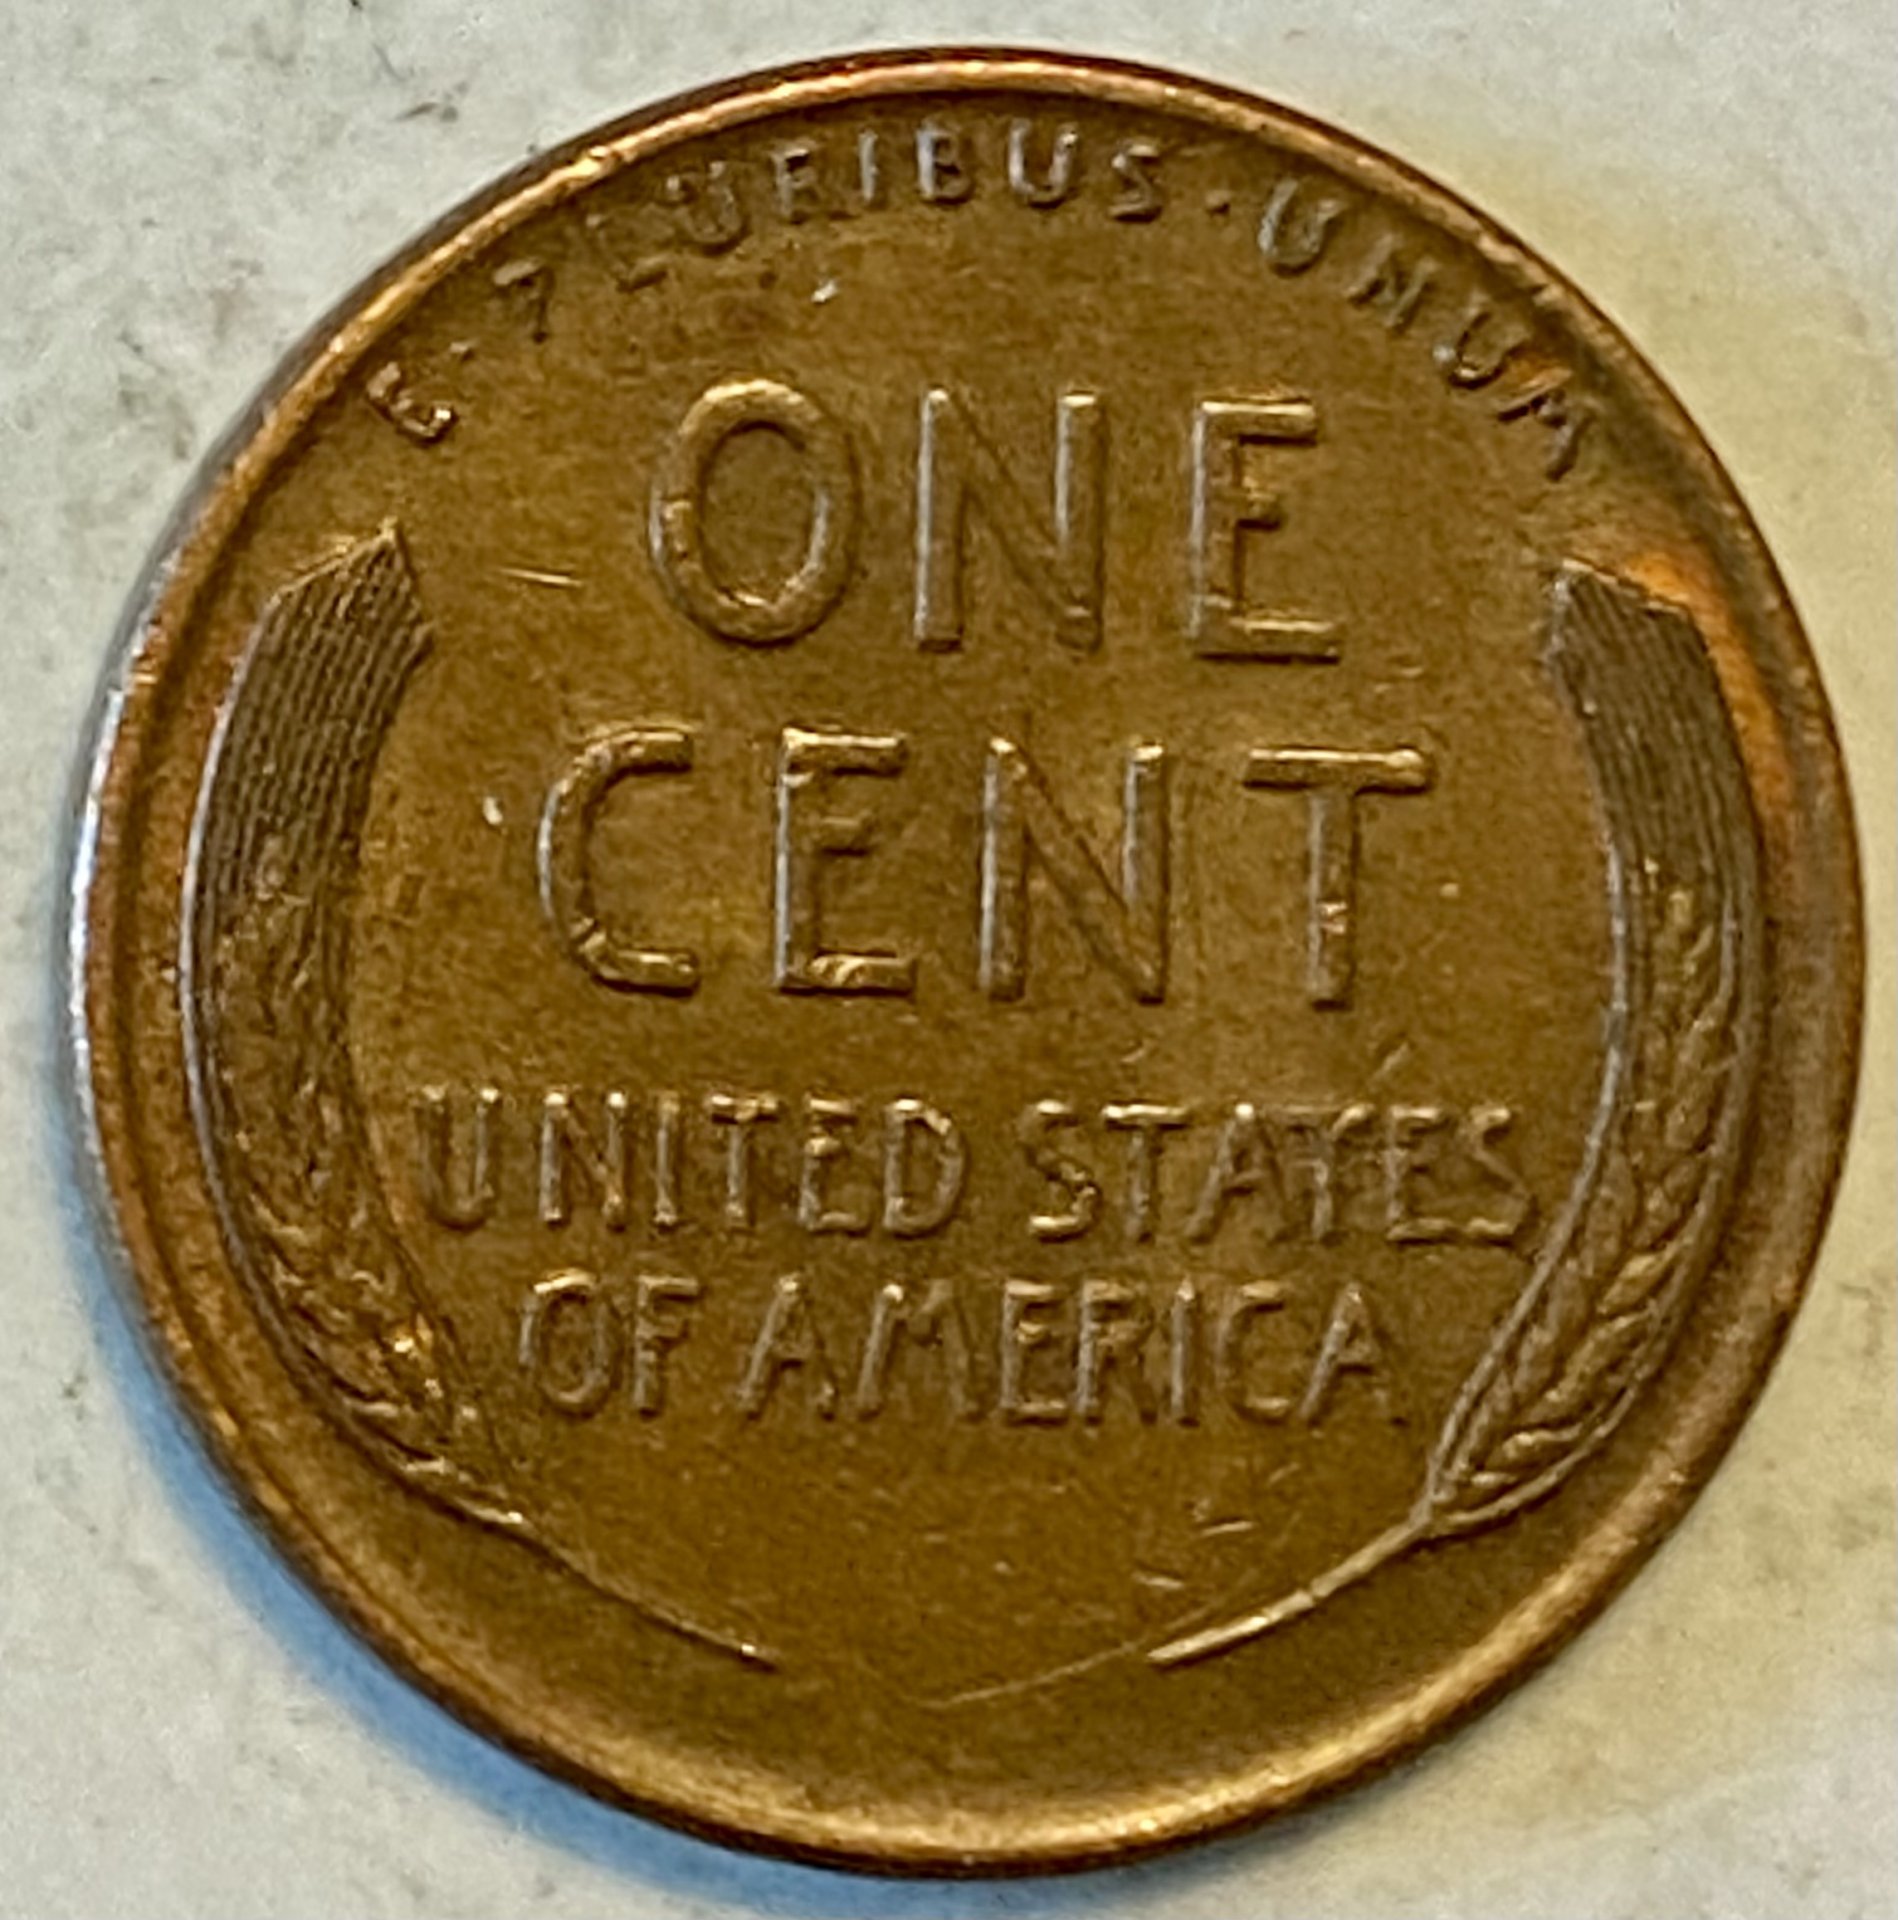 E·PLURIBUS·UNUM
ONE
CENT
UNITED STATES
OF AMERICA